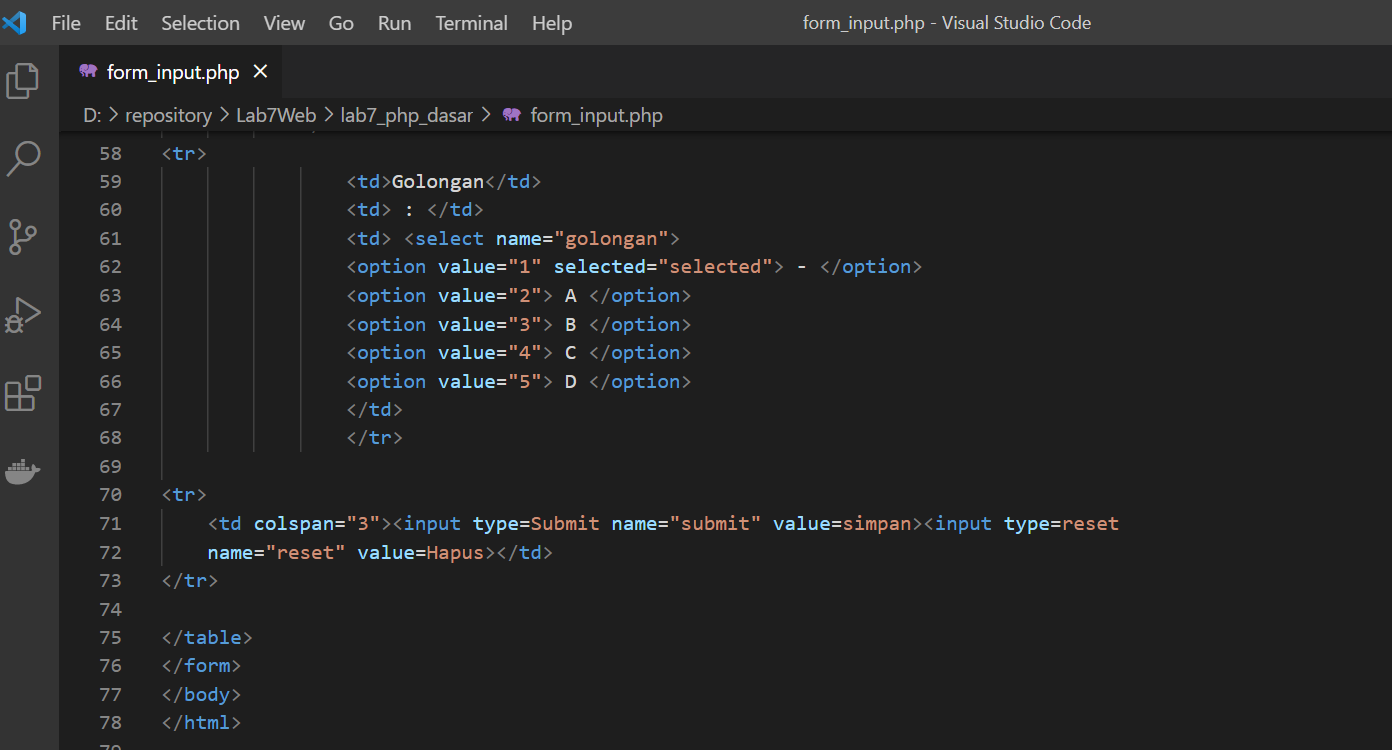 File Edit Selection View Go Run Terminal Help form_input.php - Visual Studio Code
form_input.php ×
D: > repository > Lab7Web > lab7_php_dasar > form_input.php
58 <tr>
59 <td>Golongan</td>
60 <td> : </td>
61 <td> <select name="golongan">
62 <option value="1" selected="selected"> - </option>
63 <option value="2"> A </option>
64 <option value="3"> B </option>
65 <option value="4"> C </option>
66 <option value="5"> D </option>
67 </td>
68 </tr>
69
70 <tr>
71 <td colspan="3"><input type=Submit name="submit" value=simpan><input type=reset
72 name="reset" value=Hapus></td>
73 </tr>
74
75 </table>
76 </form>
77 </body>
78 </html>